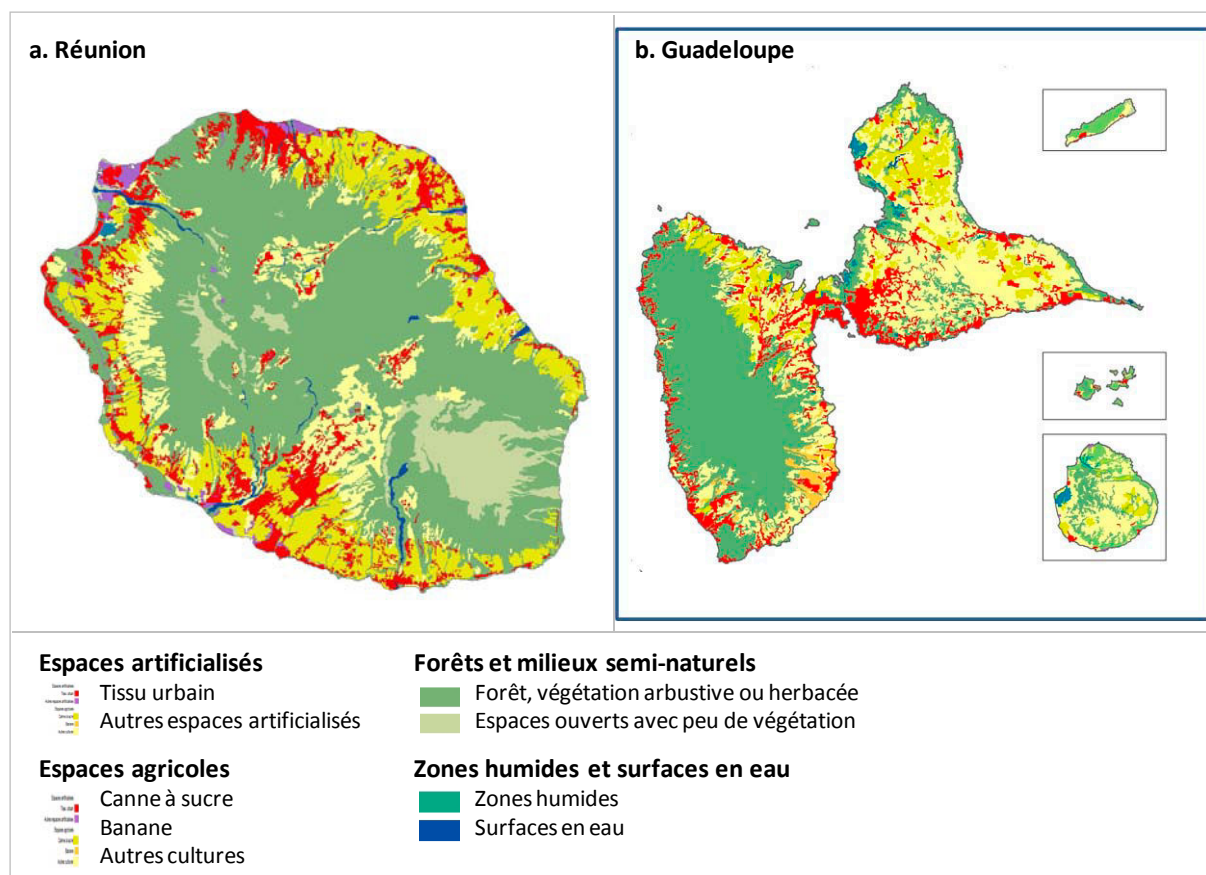 a. Réunion
b. Guadeloupe
Espaces artificialisés
Tissu urbain
Autres espaces artificialisés
Espaces agricoles
Canne à sucre
Banane
Autres cultures
Forêts et milieux semi-naturels
Forêt, végétation arbustive ou herbacée
Espaces ouverts avec peu de végétation
Zones humides et surfaces en eau
Zones humides
Surfaces en eau